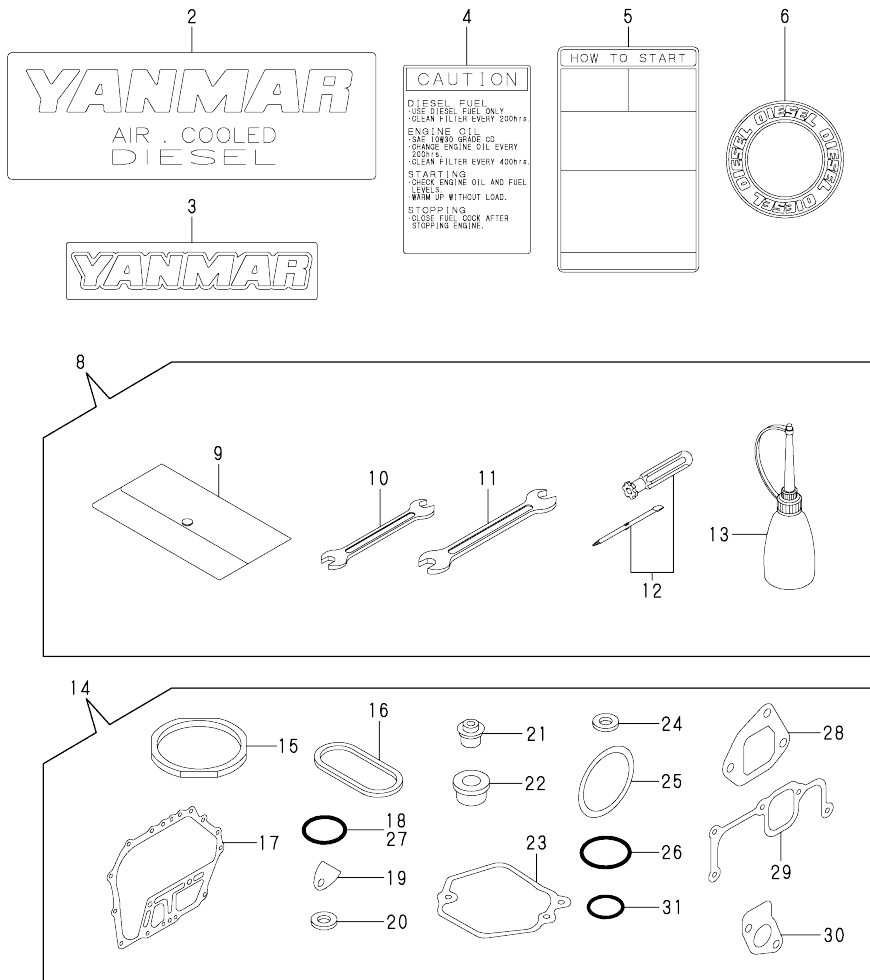 2
4
5
6
YANMAR
AIR . COOLED
DIESEL
CAUTION
DIESEL FUEL
·USE DIESEL FUEL ONLY
·CLEAN FILTER EVERY 200hrs.
ENGINE OIL
·SAE 10W30 GRADE CD
·CHANGE ENGINE OIL EVERY
200hrs.
·CLEAN FILTER EVERY 400hrs.
STARTING
·CHECK ENGINE OIL AND FUEL
LEVELS.
·WARM UP WITHOUT LOAD.
STOPPING
·CLOSE FUEL COCK AFTER
STOPPING ENGINE.
HOW TO START
DIESEL DIESEL DIESEL DIESEL
3
YANMAR
8
9
10
11
12
13
14
15
16
17
18
27
19
20
21
22
23
24
25
26
31
28
29
30